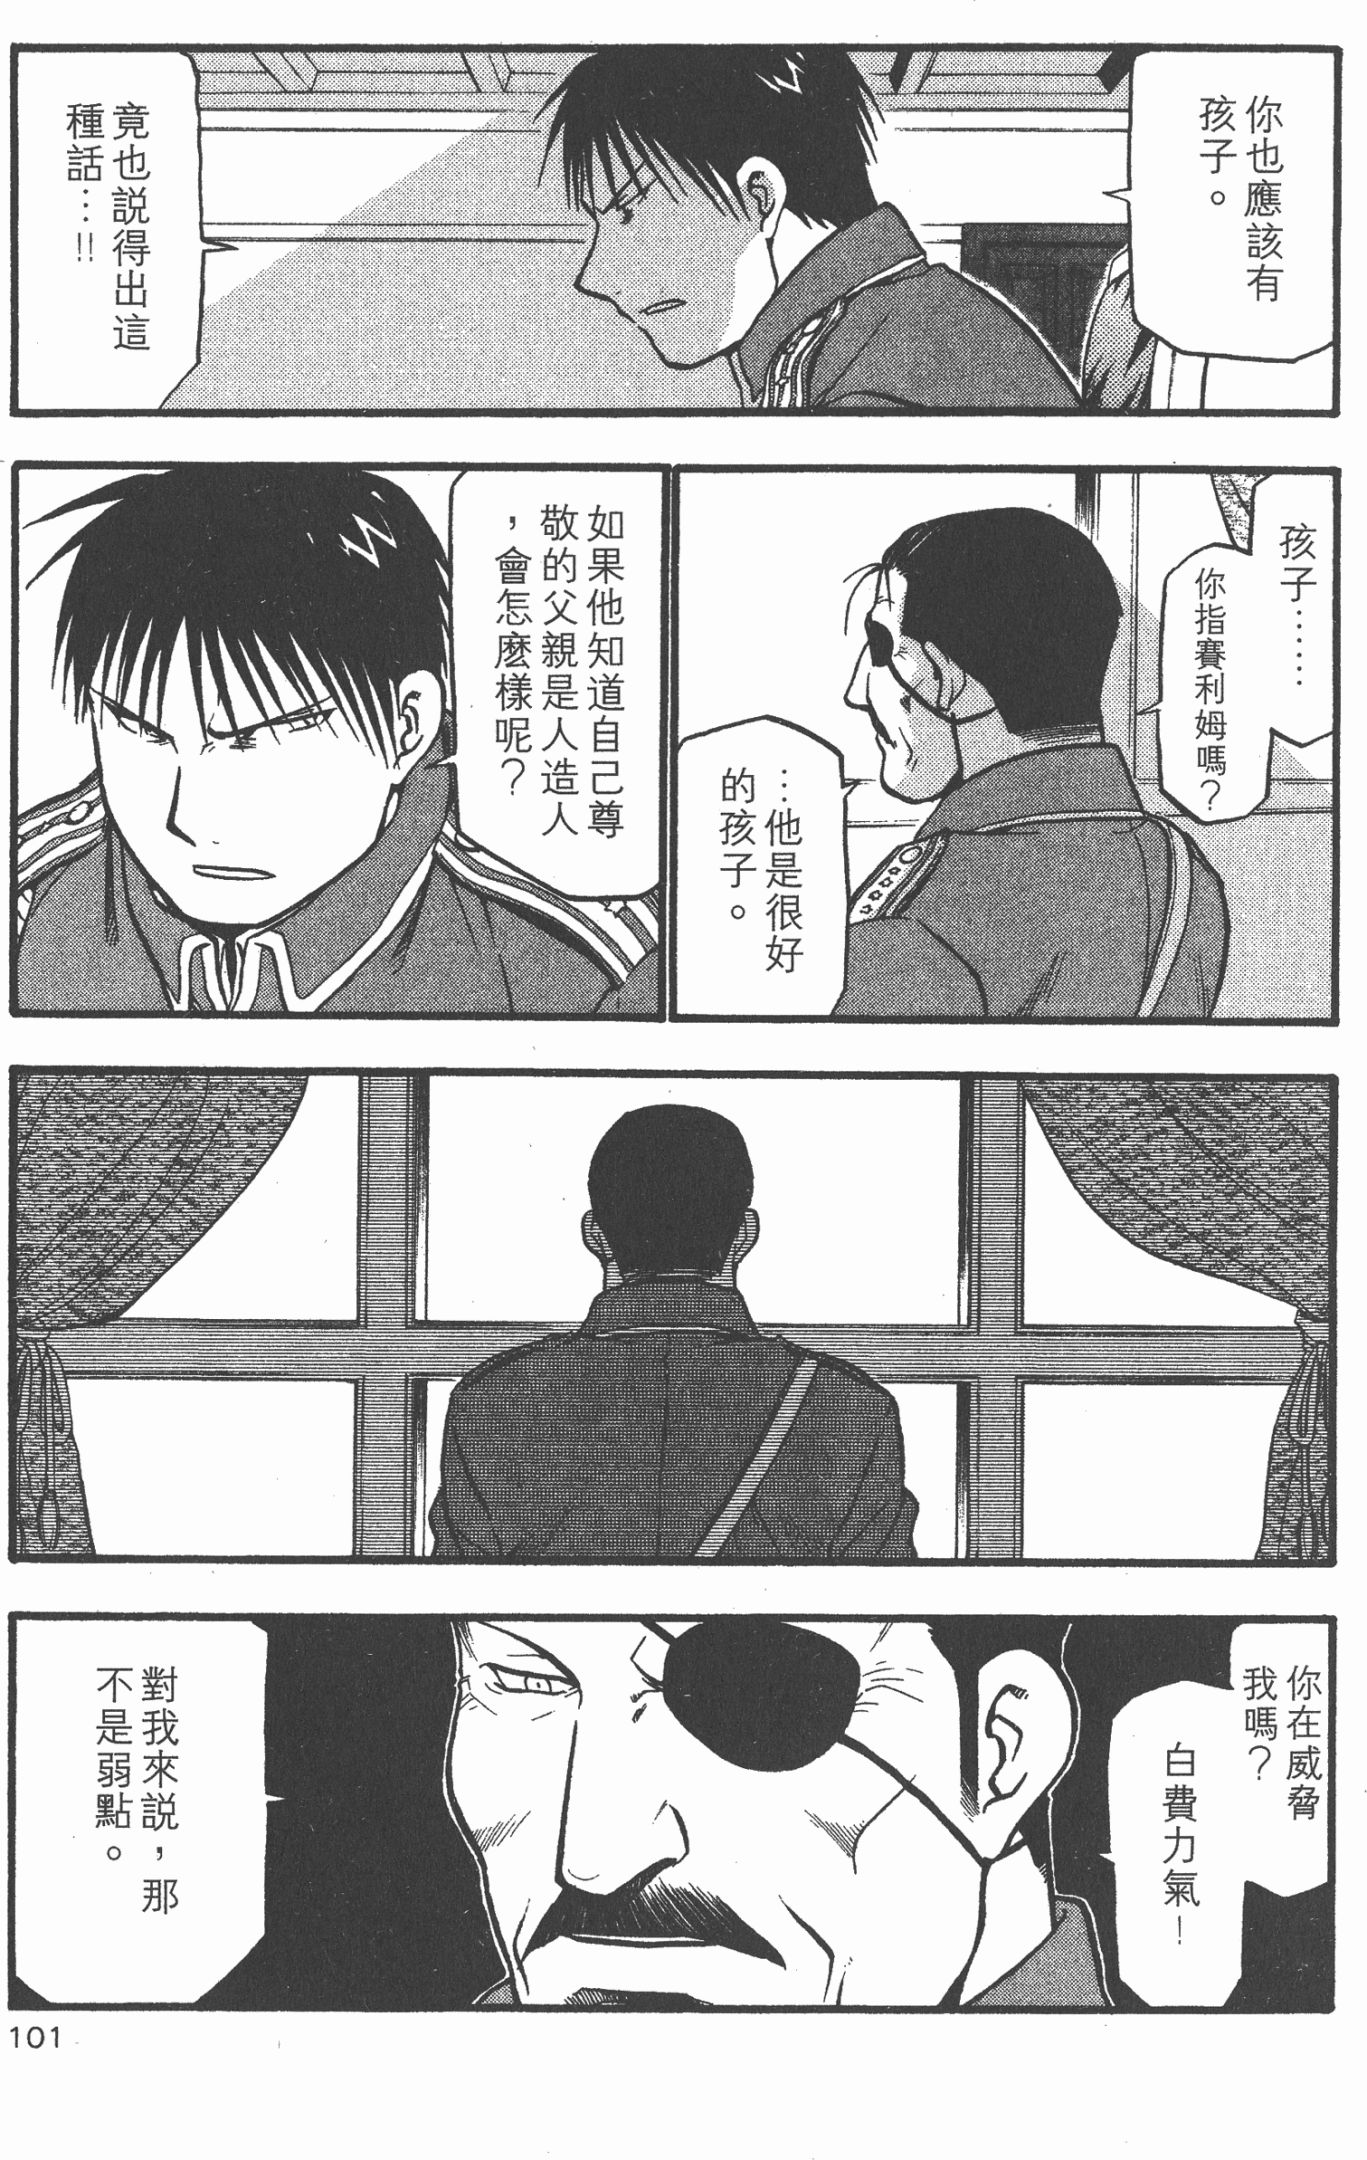 你也應該有
孩子。
竟也説得出這
種話…!!
孩子……
你指賽利姆嗎？
…他是很好
的孩子。
如果他知道自己尊
敬的父親是人造人
，會怎麽樣呢？
你在威脅
我嗎？
白費力氣！
對我來説，那
不是弱點。
101